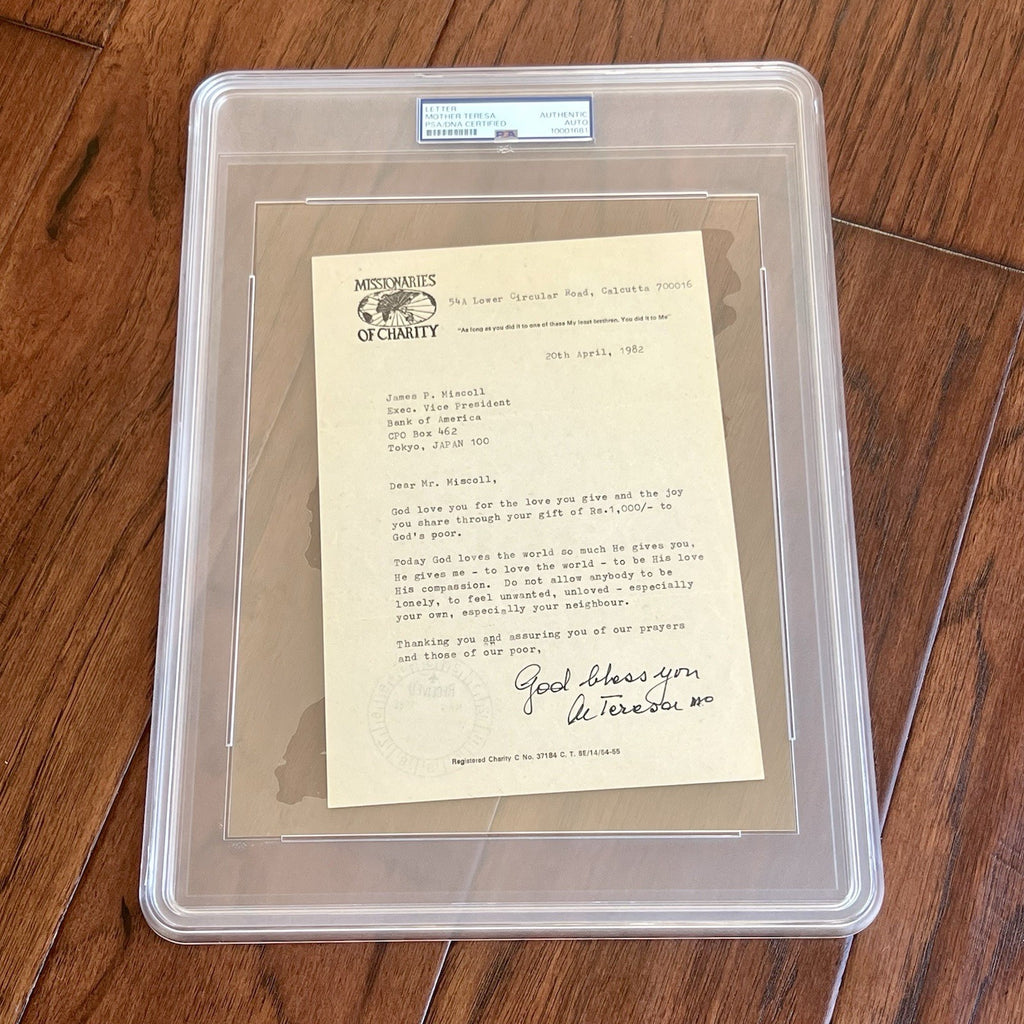 LETTER
MOTHER TERESA
PSA/DNA CERTIFIED
AUTHENTIC
AUTO
10001681
PSA
MISSIONARIES
OF CHARITY
54A Lower Circular Road, Calcutta 700016
"As long as you did it to one of these My least brethren. You did it to Me"
20th April, 1982
James P. Miscoll
Exec. Vice President
Bank of America
CPO Box 462
Tokyo, JAPAN 100
Dear Mr. Miscoll,
God love you for the love you give and the joy
you share through your gift of Rs.1,000/- to
God's poor.
Today God loves the world so much He gives you,
He gives me - to love the world - to be His love
His compassion. Do not allow anybody to be
lonely, to feel unwanted, unloved - especially
your own, especially your neighbour.
Thanking you and assuring you of our prayers
and those of our poor,
God bless you
M Teresa MC
RECEIVED
Registered Charity C No. 37184 C. T. SE/14/54-55